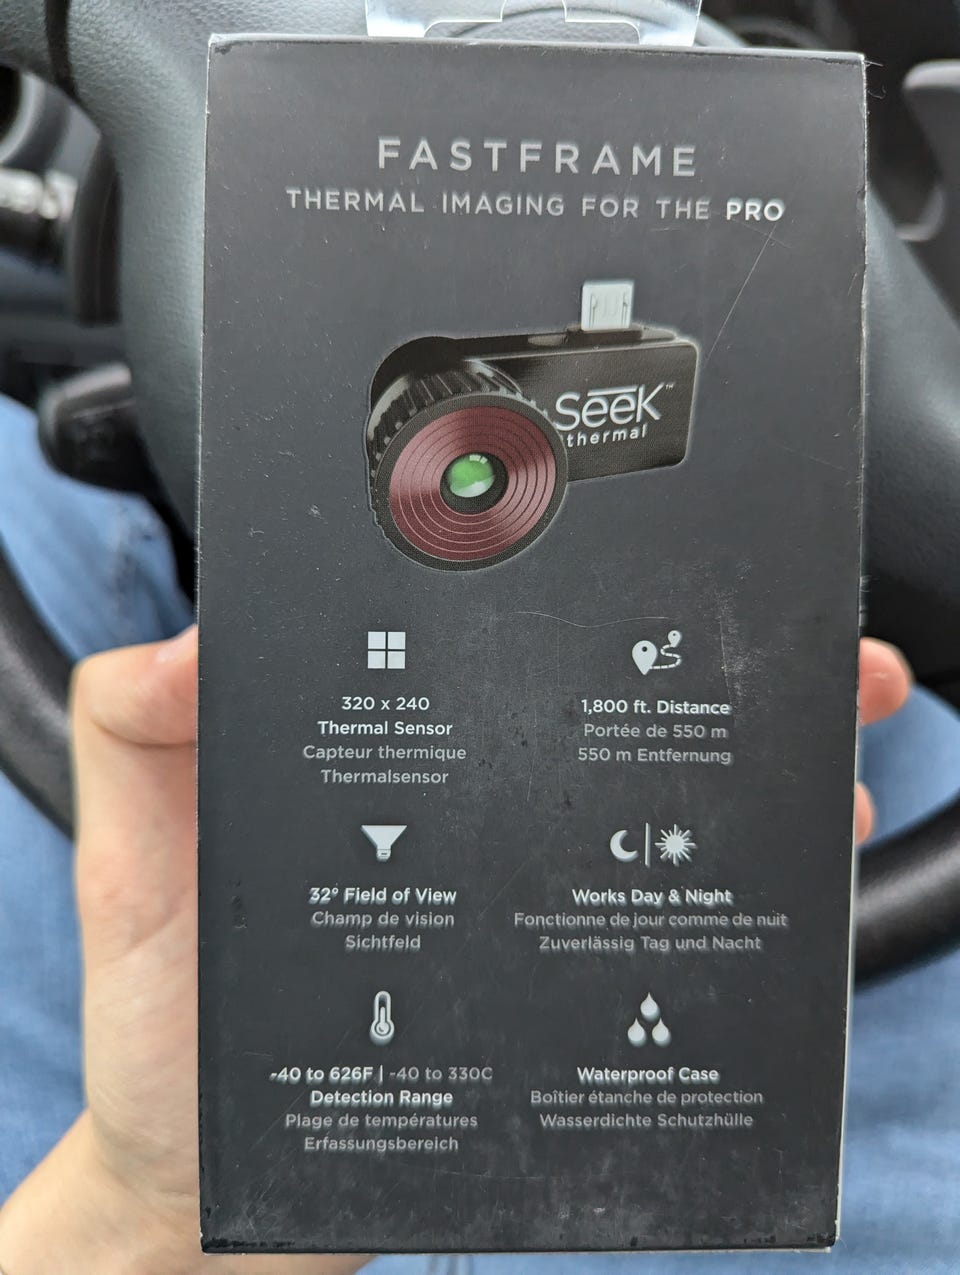 FASTFRAME
THERMAL IMAGING FOR THE PRO
Seek™
thermal
320 x 240
Thermal Sensor
Capteur thermique
Thermalsensor
1,800 ft. Distance
Portée de 550 m
550 m Entfernung
32° Field of View
Champ de vision
Sichtfeld
Works Day & Night
Fonctionne de jour comme de nuit
Zuverlässig Tag und Nacht
-40 to 626F | -40 to 330C
Detection Range
Plage de températures
Erfassungsbereich
Waterproof Case
Boîtier étanche de protection
Wasserdichte Schutzhülle